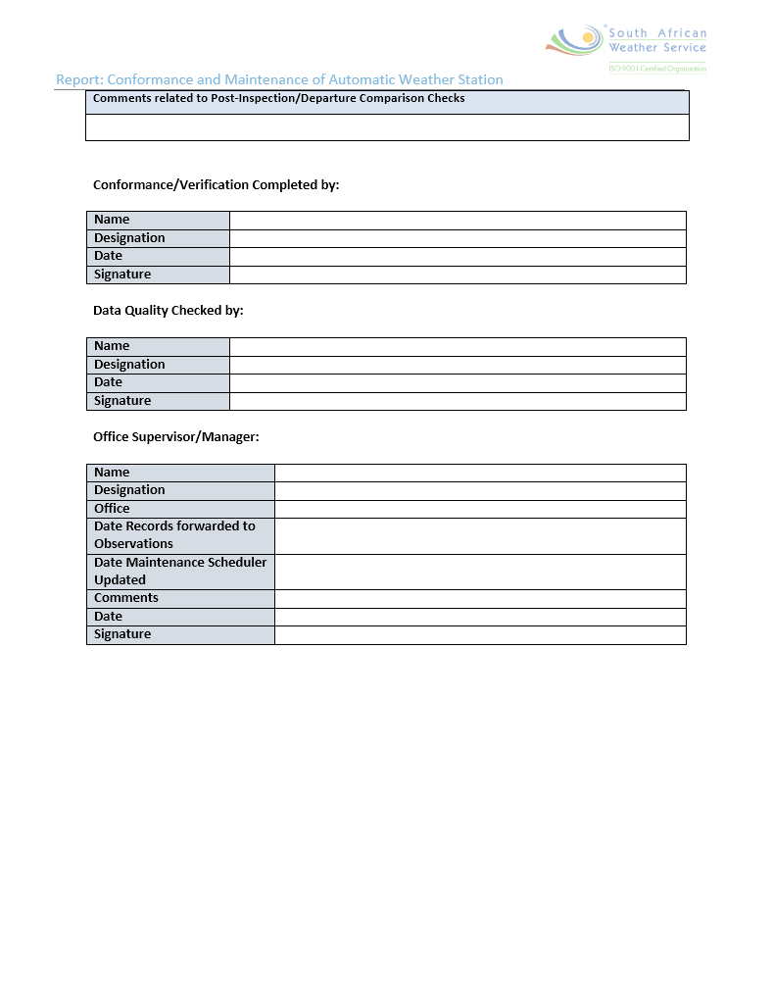 South African
Weather Service
ISO 9001 Certified Organization
Report: Conformance and Maintenance of Automatic Weather Station
Comments related to Post-Inspection/Departure Comparison Checks
Conformance/Verification Completed by:
Name
Designation
Date
Signature
Data Quality Checked by:
Name
Designation
Date
Signature
Office Supervisor/Manager:
Name
Designation
Office
Date Records forwarded to
Observations
Date Maintenance Scheduler
Updated
Comments
Date
Signature